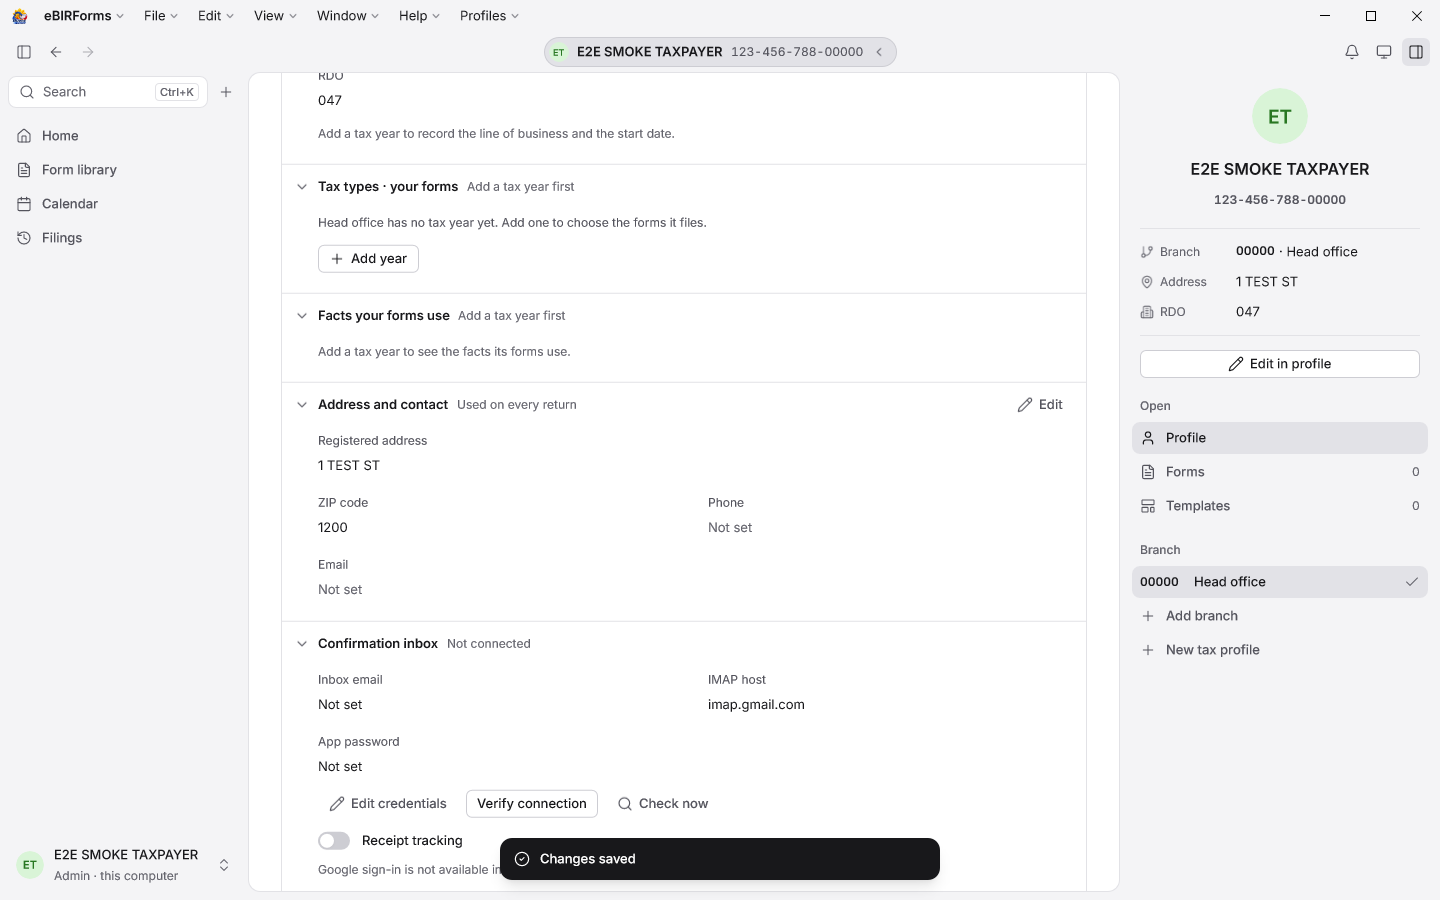 eBIRForms File Edit View Window Help Profiles
ET E2E SMOKE TAXPAYER 123-456-788-00000
Search Ctrl+K
Home
Form library
Calendar
Filings
ET E2E SMOKE TAXPAYER
Admin · this computer
RDO
047
Add a tax year to record the line of business and the start date.
Tax types · your forms Add a tax year first
Head office has no tax year yet. Add one to choose the forms it files.
Add year
Facts your forms use Add a tax year first
Add a tax year to see the facts its forms use.
Address and contact Used on every return Edit
Registered address
1 TEST ST
ZIP code Phone
1200 Not set
Email
Not set
Confirmation inbox Not connected
Inbox email IMAP host
Not set imap.gmail.com
App password
Not set
Edit credentials Verify connection Check now
Receipt tracking
Google sign-in is not available in
Changes saved
ET
E2E SMOKE TAXPAYER
123-456-788-00000
Branch 00000 · Head office
Address 1 TEST ST
RDO 047
Edit in profile
Open
Profile
Forms 0
Templates 0
Branch
00000 Head office
Add branch
New tax profile